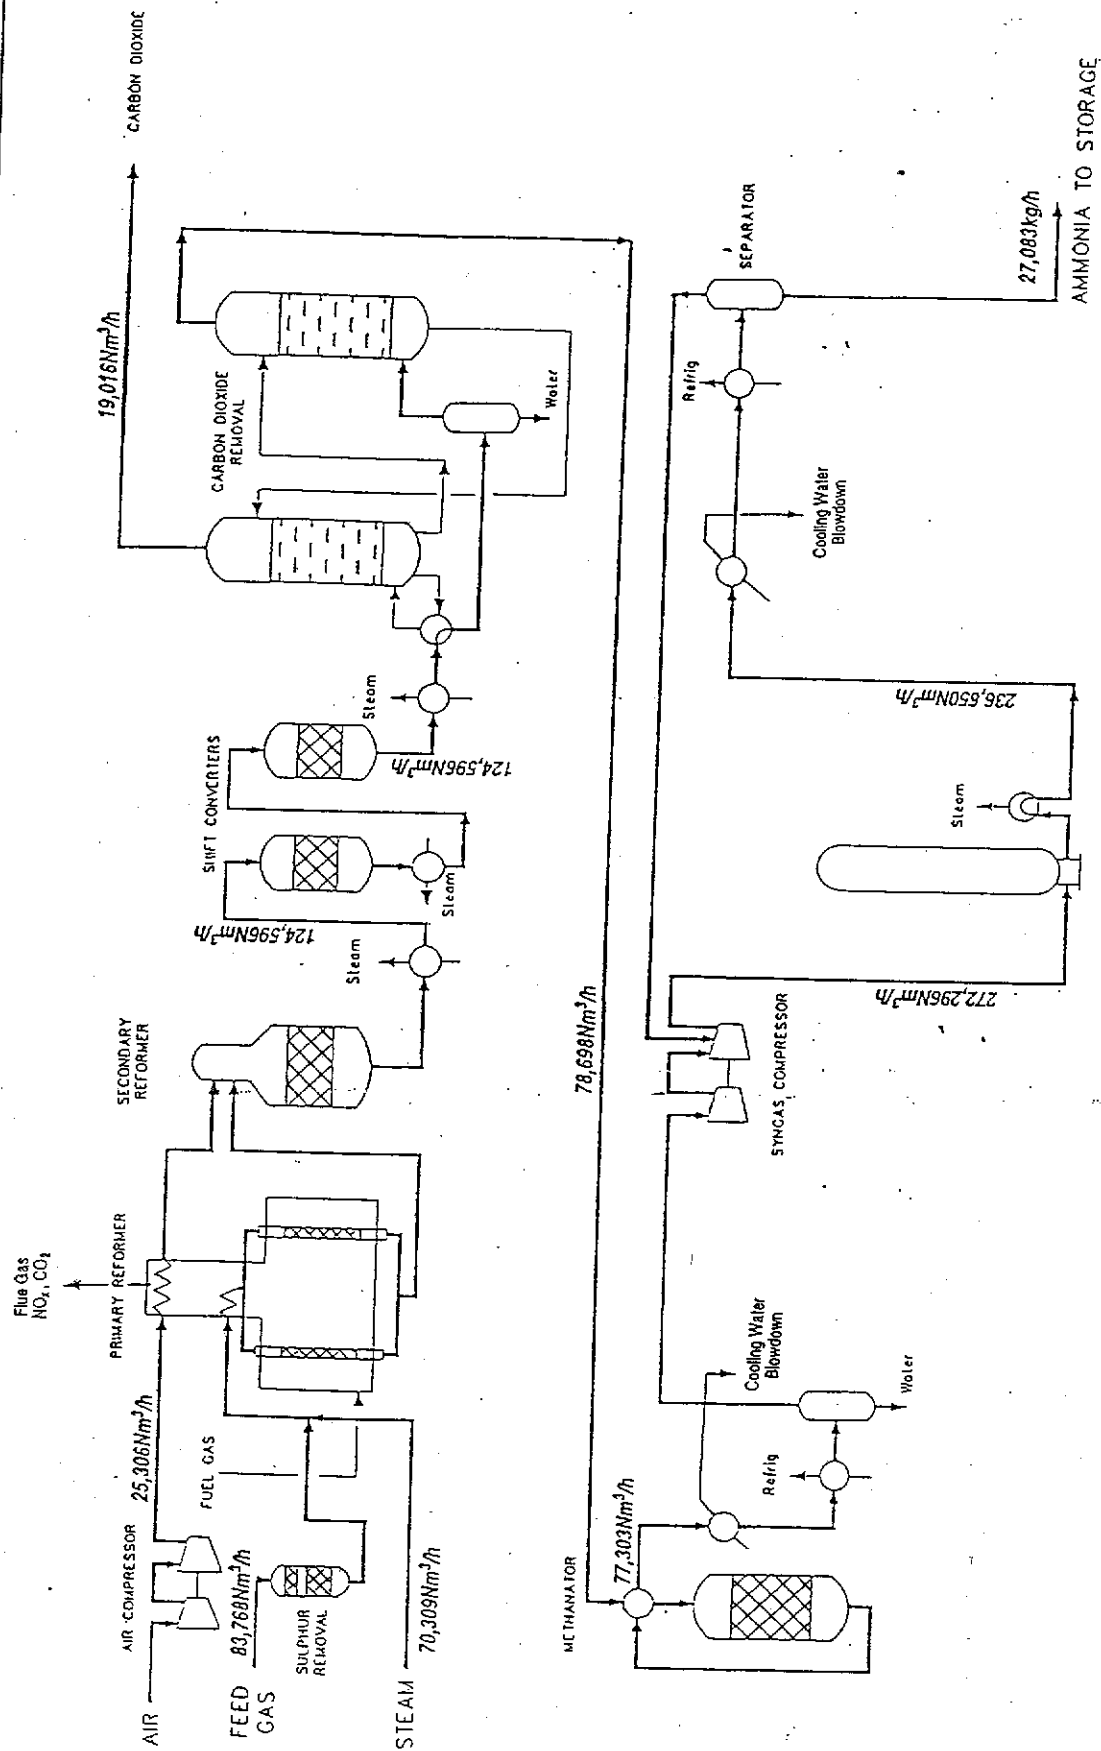 AIR
AIR COMPRESSOR
25,306Nm³/h
FEED
GAS
83,768Nm³/h
SULPHUR
REMOVAL
FUEL GAS
STEAM
70,309Nm³/h
Flue Gas
NOx, CO2
PRIMARY REFORMER
SECONDARY
REFORMER
Steam
124,596Nm³/h
SHIFT CONVERTERS
Steam
124,596Nm³/h
Steam
CARBON DIOXIDE
REMOVAL
Water
19,016Nm³/h
CARBON DIOXIDE
78,698Nm³/h
METHANATOR
77,303Nm³/h
Cooling Water
Blowdown
Refrig
Water
SYNGAS COMPRESSOR
272,296Nm³/h
Steam
236,650Nm³/h
Cooling Water
Blowdown
Refrig
SEPARATOR
27,083kg/h
AMMONIA TO STORAGE